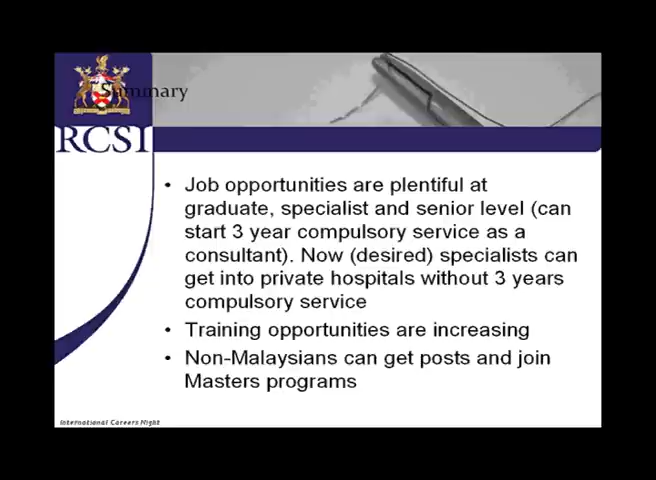 Summary
RCSI
• Job opportunities are plentiful at
graduate, specialist and senior level (can
start 3 year compulsory service as a
consultant). Now (desired) specialists can
get into private hospitals without 3 years
compulsory service
• Training opportunities are increasing
• Non-Malaysians can get posts and join
Masters programs
International Careers Night